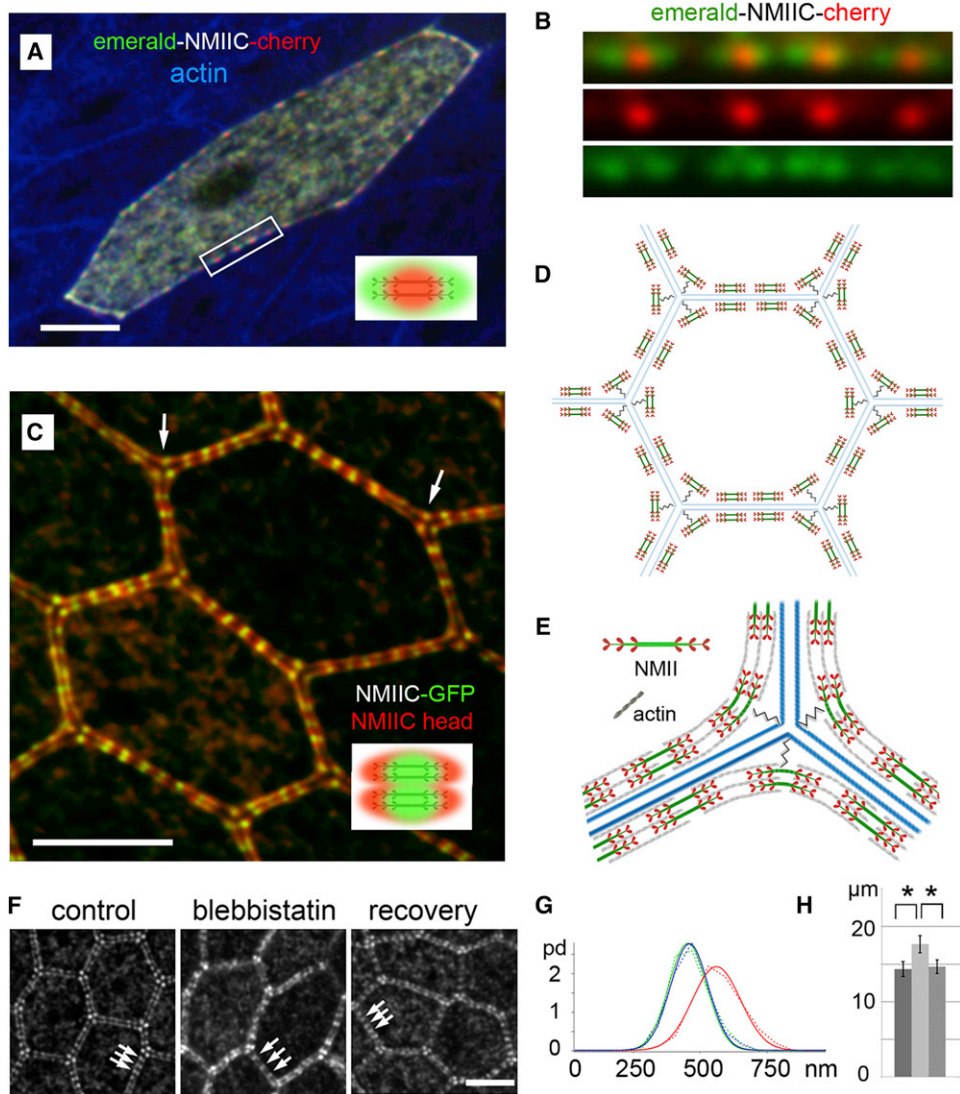 A
emerald-NMIIC-cherry
actin
B
emerald-NMIIC-cherry
C
NMIIC-GFP
NMIIC head
D
E
NMII
actin
F
control
blebbistatin
recovery
G
pd
2
1
0
0 250 500 750 nm
H
µm
* *
20
10
0